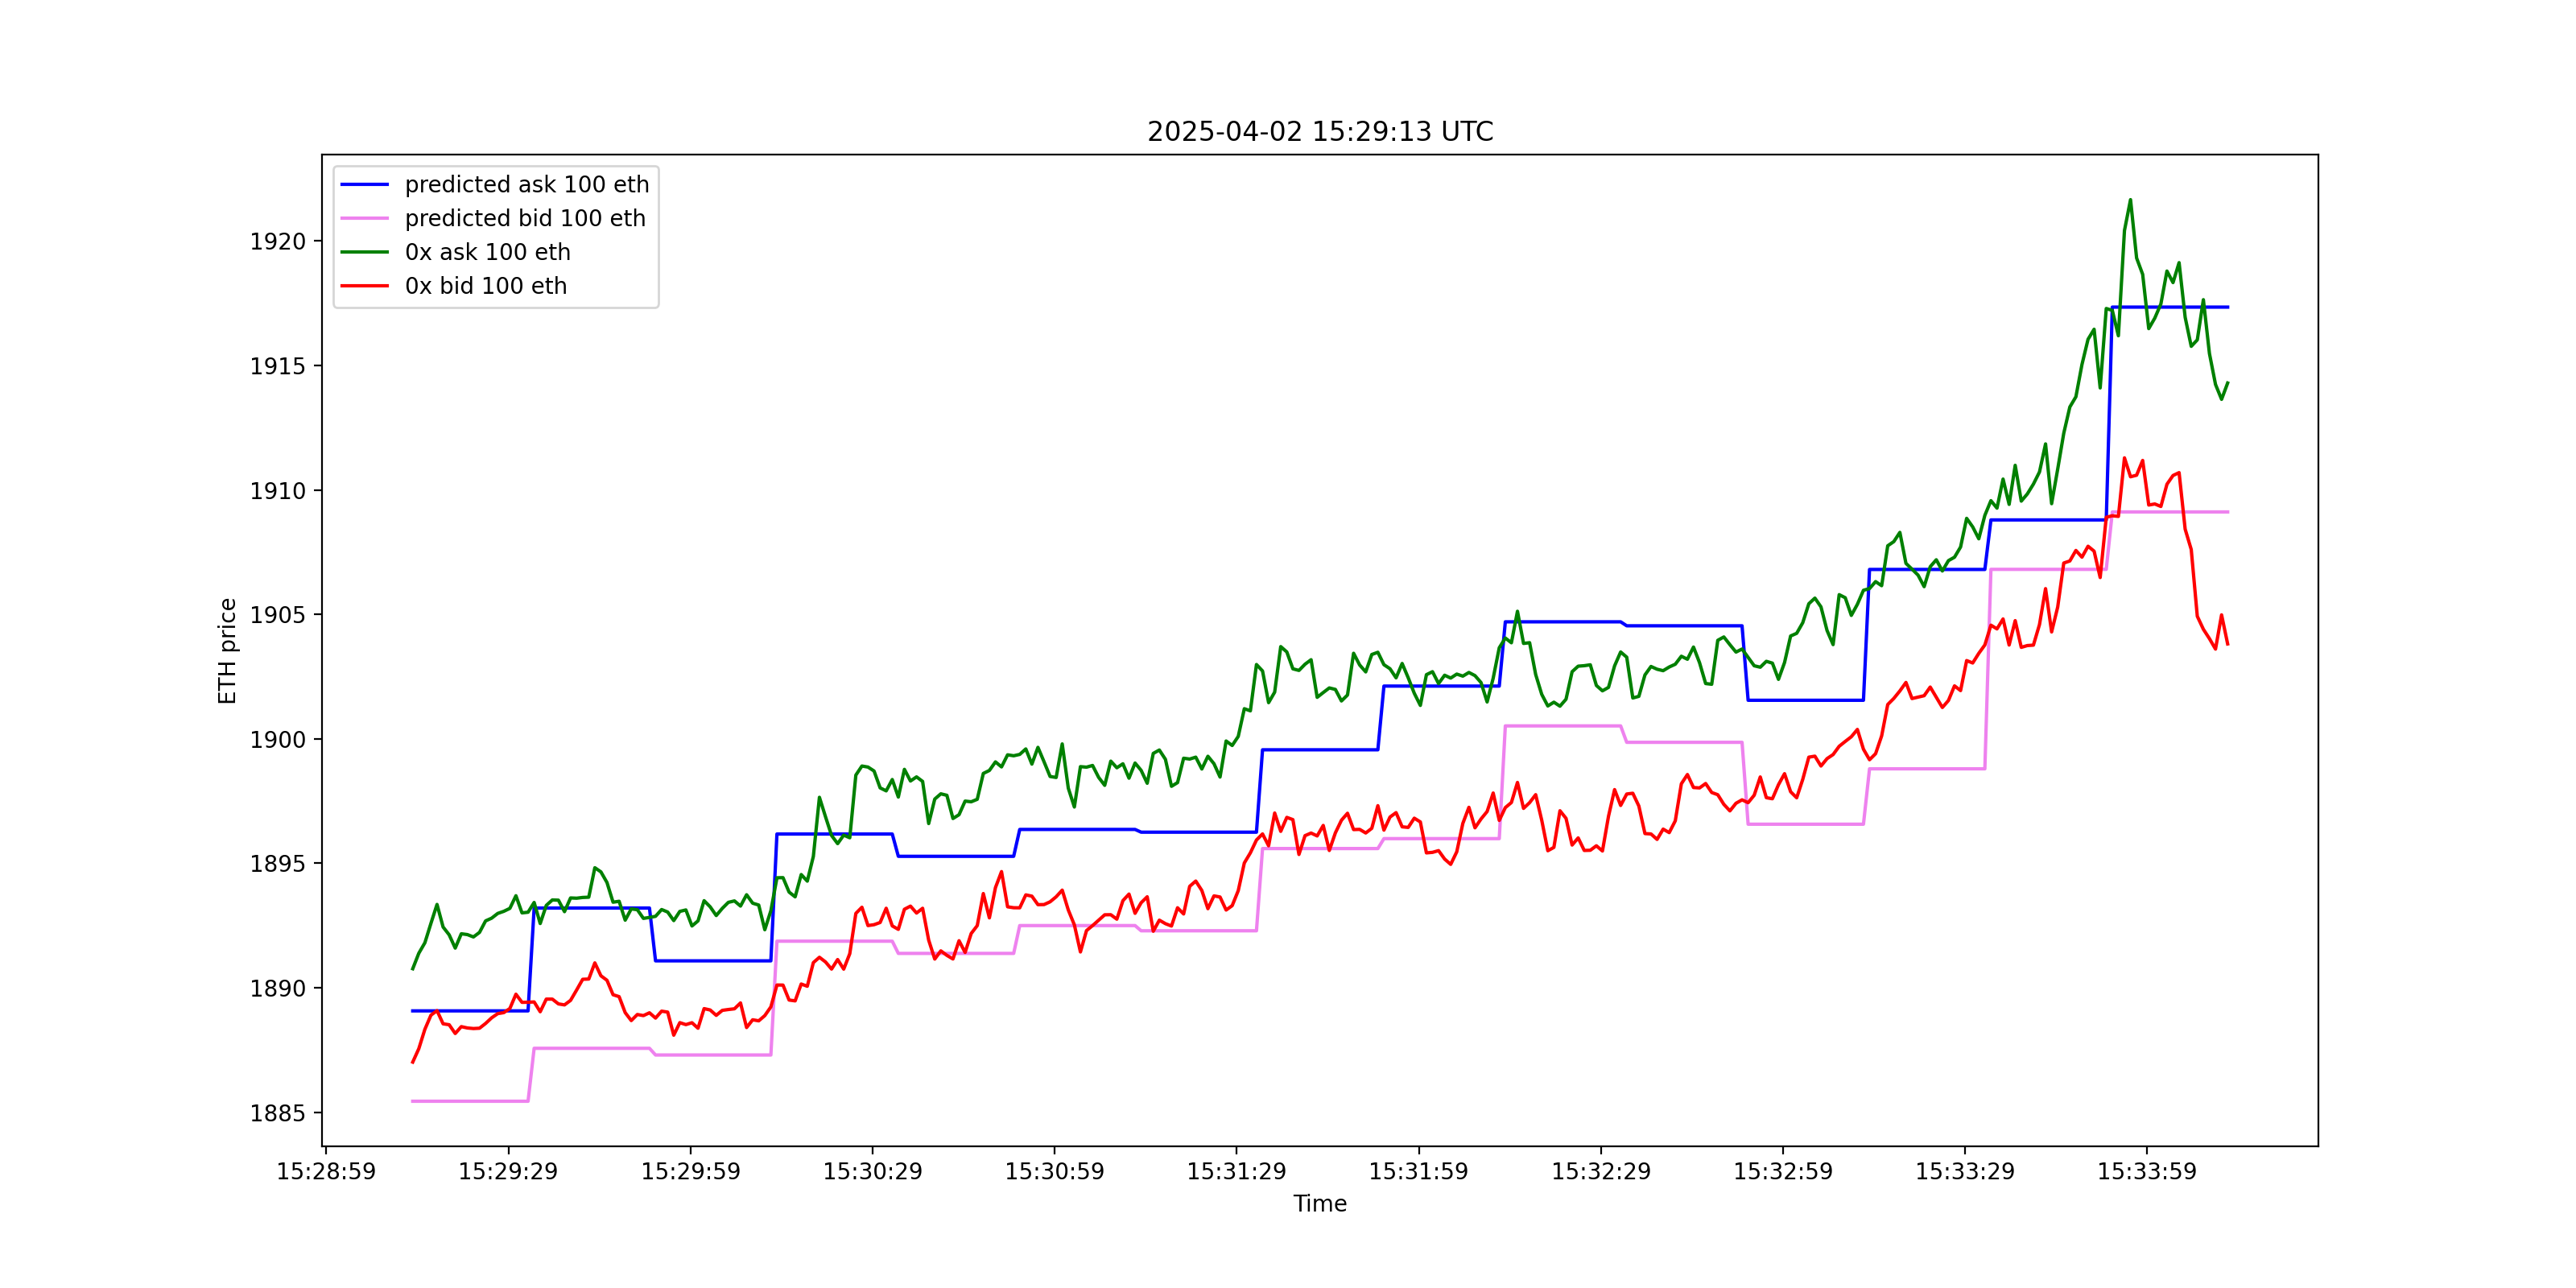 2025-04-02 15:29:13 UTC
predicted ask 100 eth
predicted bid 100 eth
0x ask 100 eth
0x bid 100 eth
ETH price
1920
1915
1910
1905
1900
1895
1890
1885
15:28:59 15:29:29 15:29:59 15:30:29 15:30:59 15:31:29 15:31:59 15:32:29 15:32:59 15:33:29 15:33:59
Time